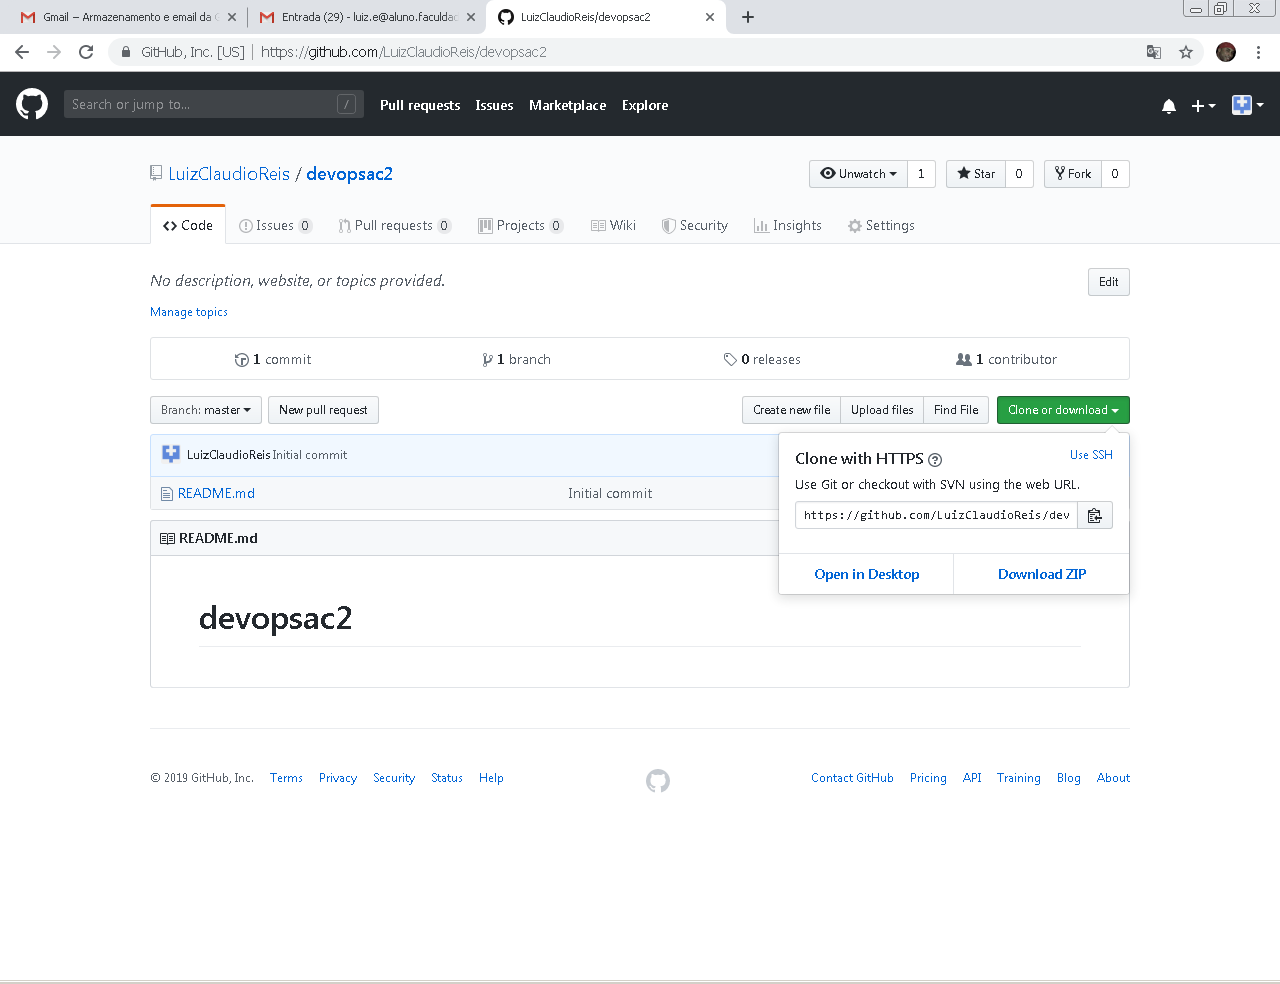 Gmail – Armazenamento e email da G
Entrada (29) - luiz.e@aluno.faculdad
LuizClaudioReis/devopsac2
GitHub, Inc. [US] | https://github.com/LuizClaudioReis/devopsac2
Search or jump to... /
Pull requests Issues Marketplace Explore
LuizClaudioReis / devopsac2
Unwatch 1 Star 0 Fork 0
Code Issues 0 Pull requests 0 Projects 0 Wiki Security Insights Settings
No description, website, or topics provided.
Edit
Manage topics
1 commit 1 branch 0 releases 1 contributor
Branch: master New pull request Create new file Upload files Find File Clone or download
LuizClaudioReis Initial commit
README.md Initial commit
Clone with HTTPS ? Use SSH
Use Git or checkout with SVN using the web URL.
https://github.com/LuizClaudioReis/dev
Open in Desktop Download ZIP
README.md
devopsac2
© 2019 GitHub, Inc. Terms Privacy Security Status Help Contact GitHub Pricing API Training Blog About